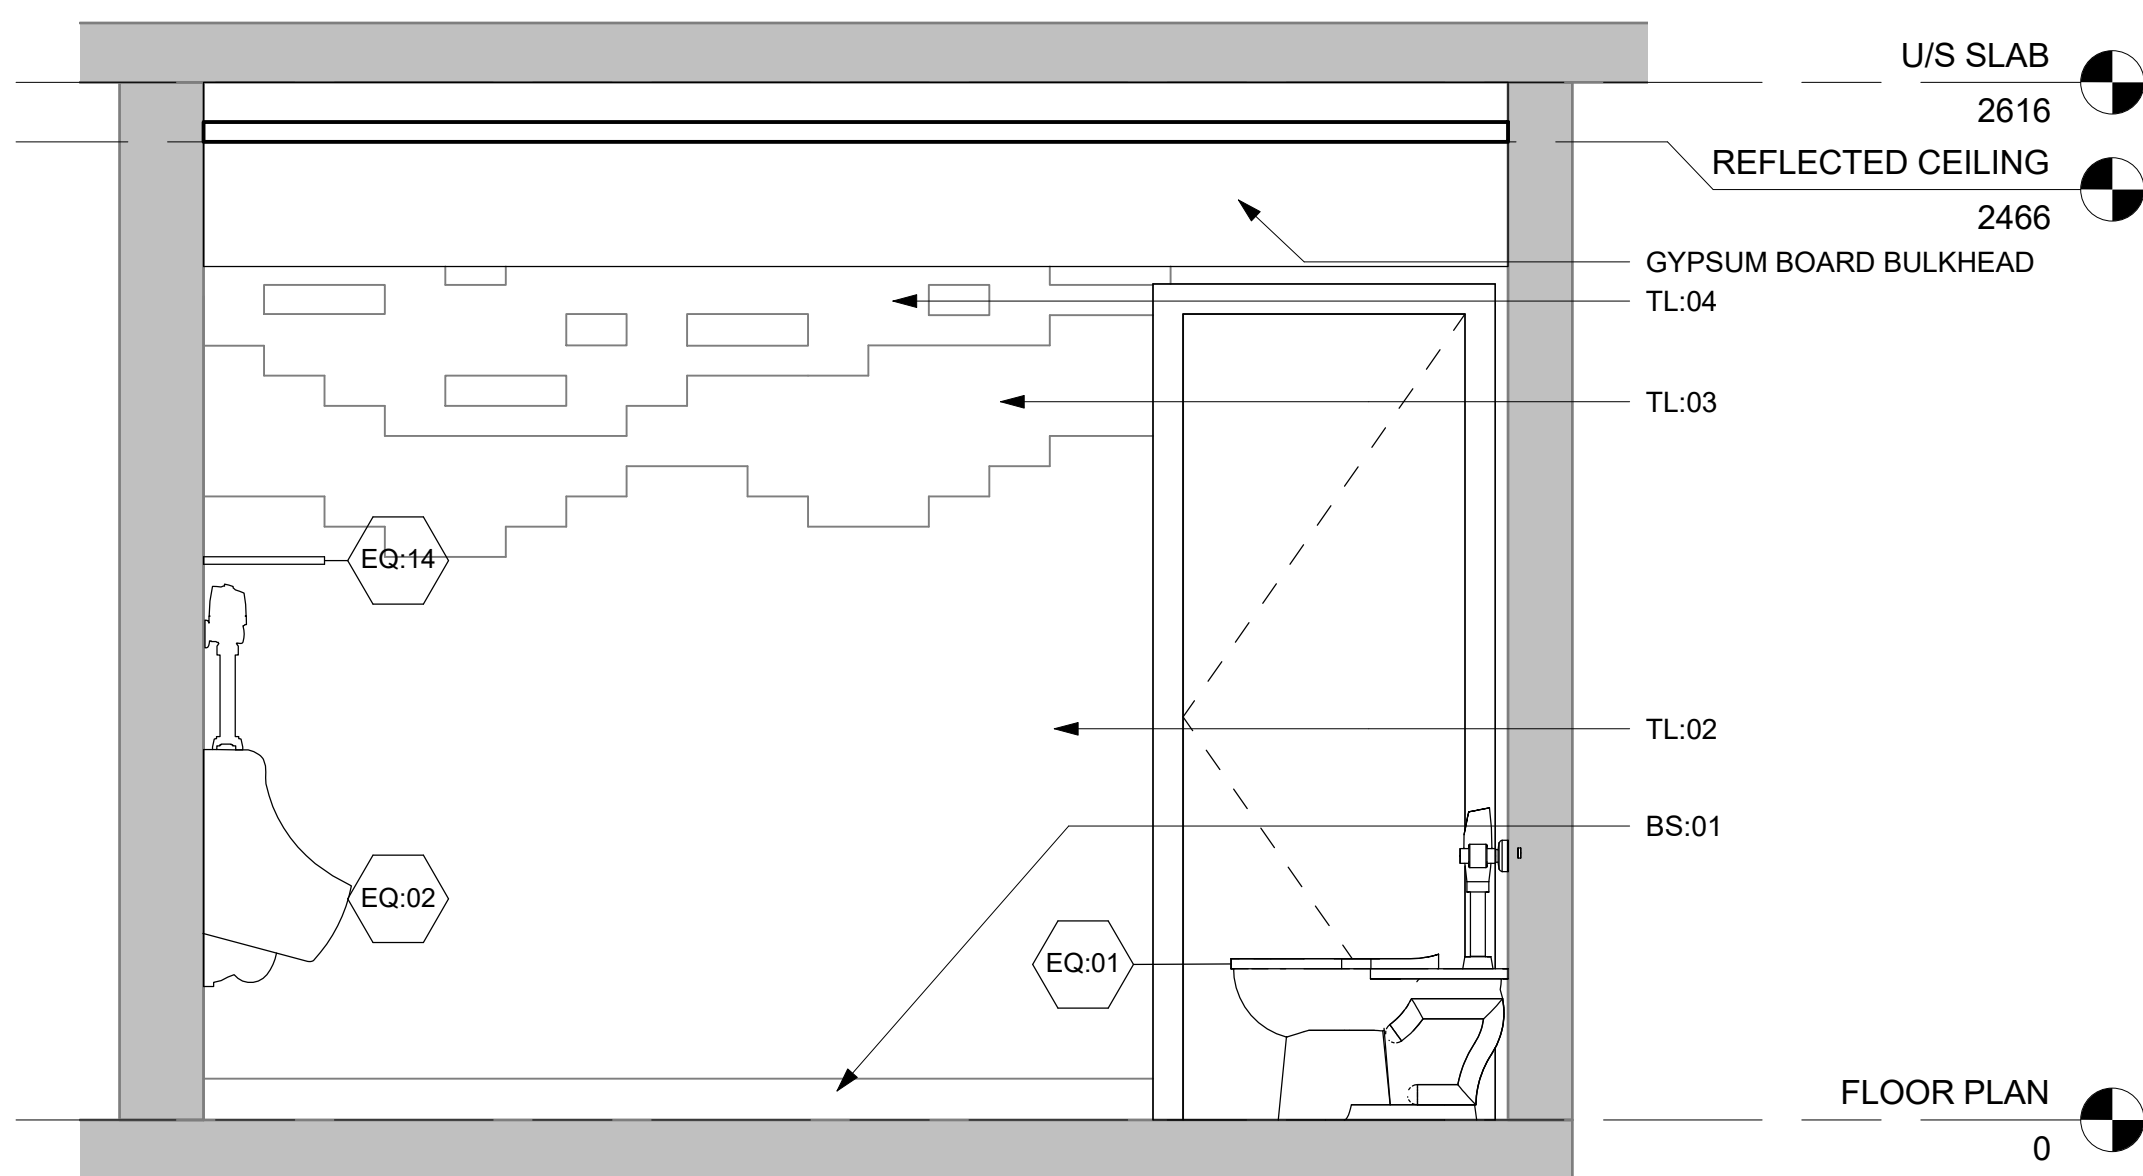 U/S SLAB
2616
REFLECTED CEILING
2466
GYPSUM BOARD BULKHEAD
TL:04
TL:03
EQ:14
TL:02
BS:01
EQ:02
EQ:01
FLOOR PLAN
0